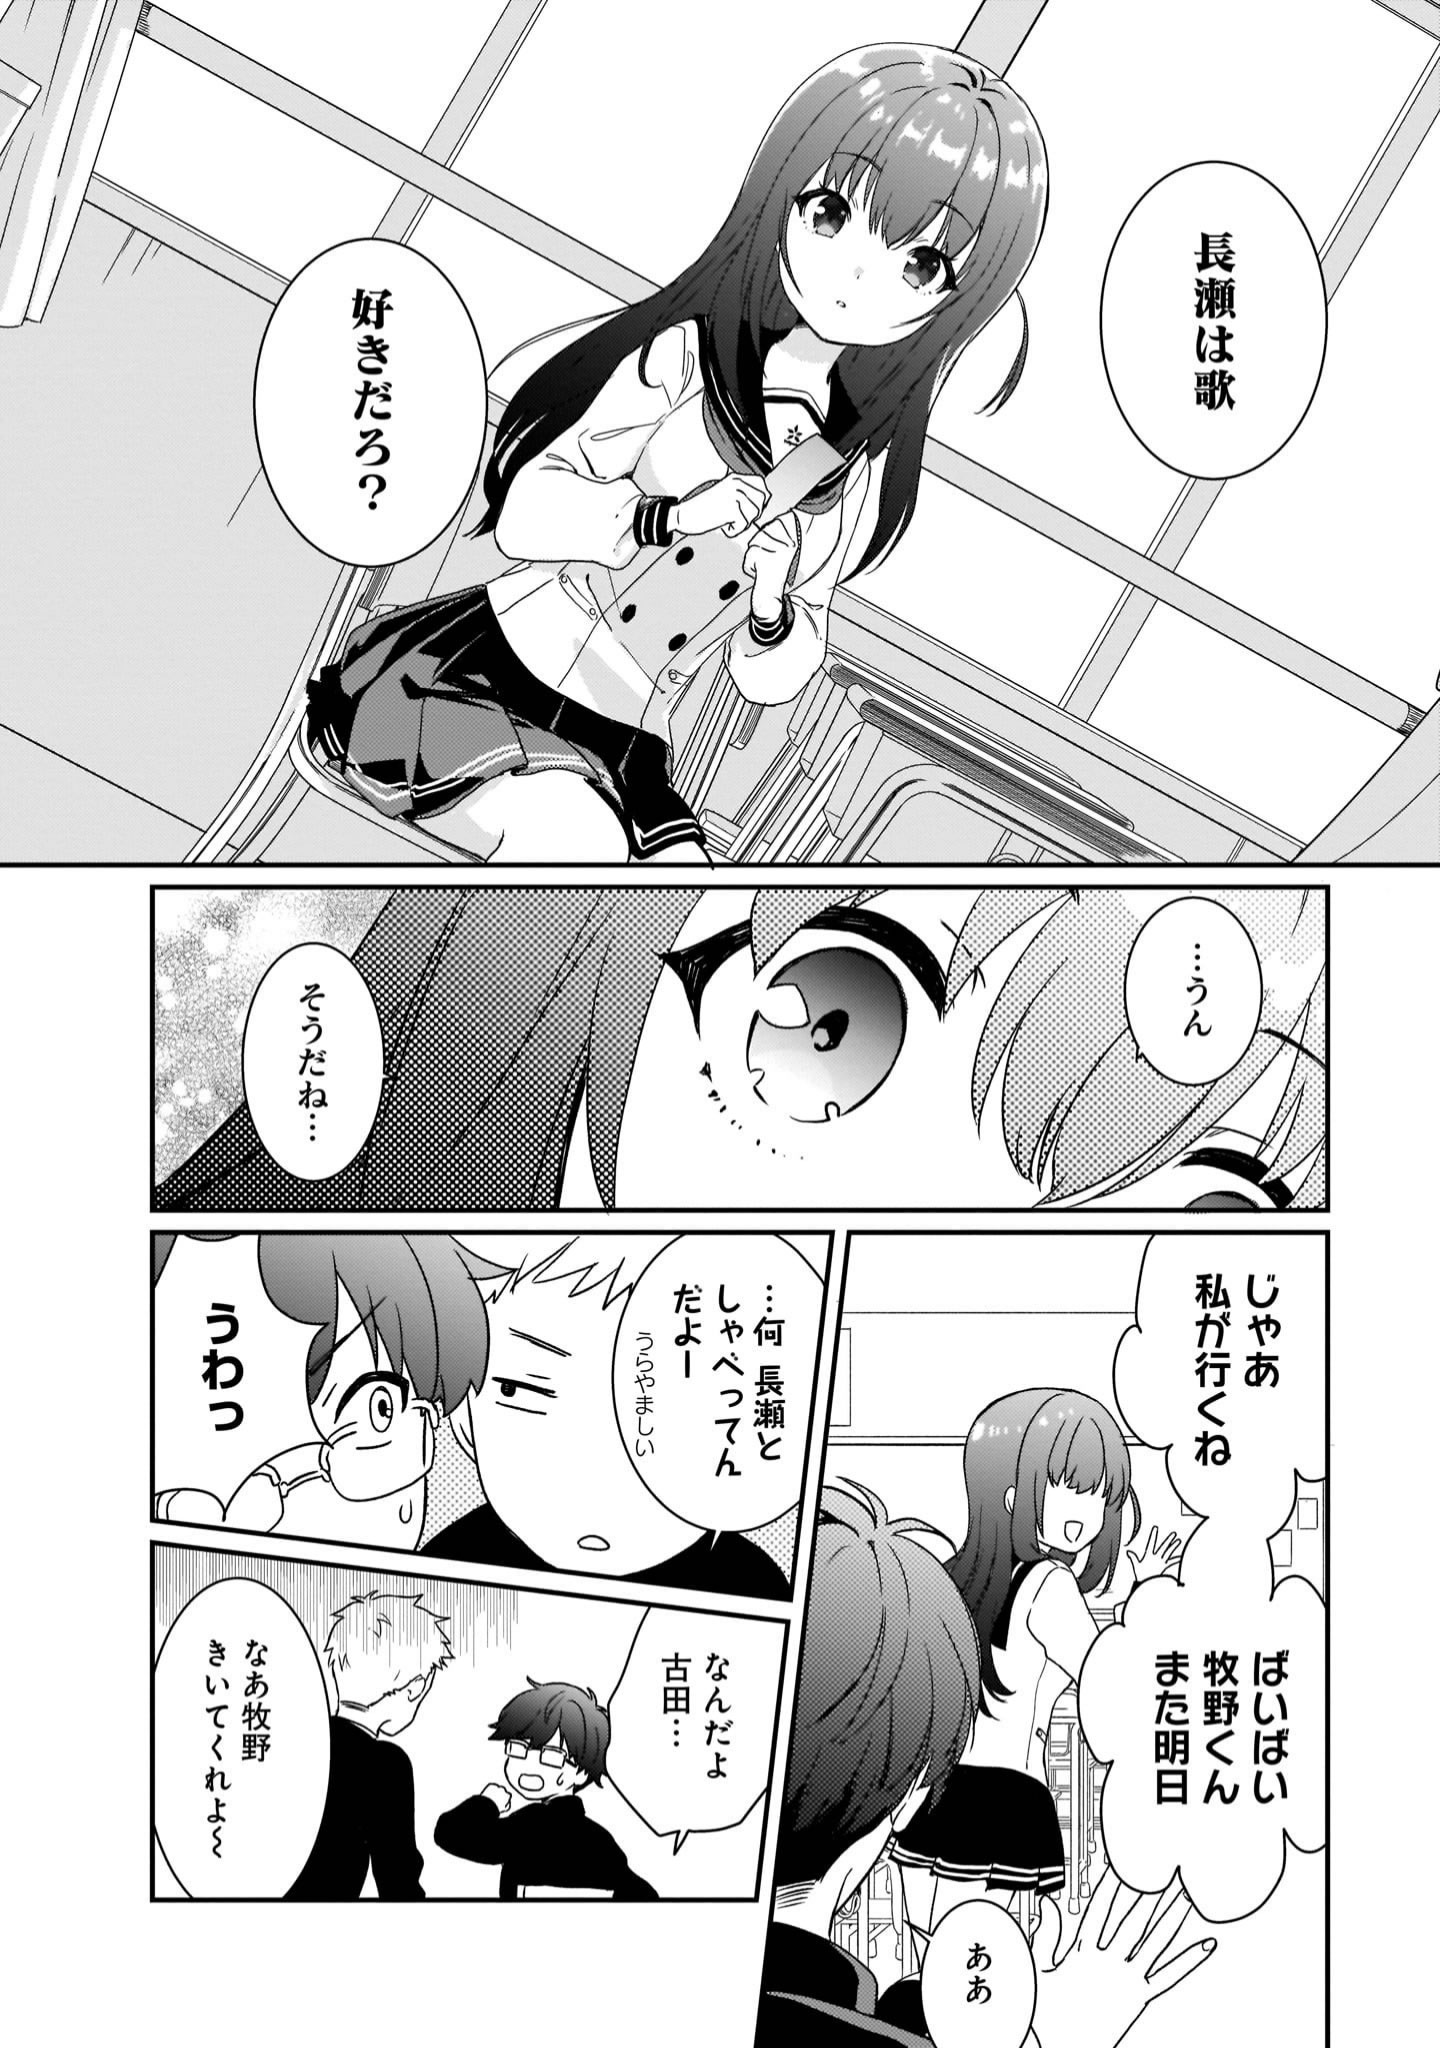 長瀬は歌
好きだろ？
…うん
そうだね…
じゃあ
私が行くね
ばいばい
牧野くん
また明日
ああ
…何 長瀬と
しゃべってん
だよー
うらやましい
うわっ
なんだよ
古田…
なあ牧野
きいてくれよ〜